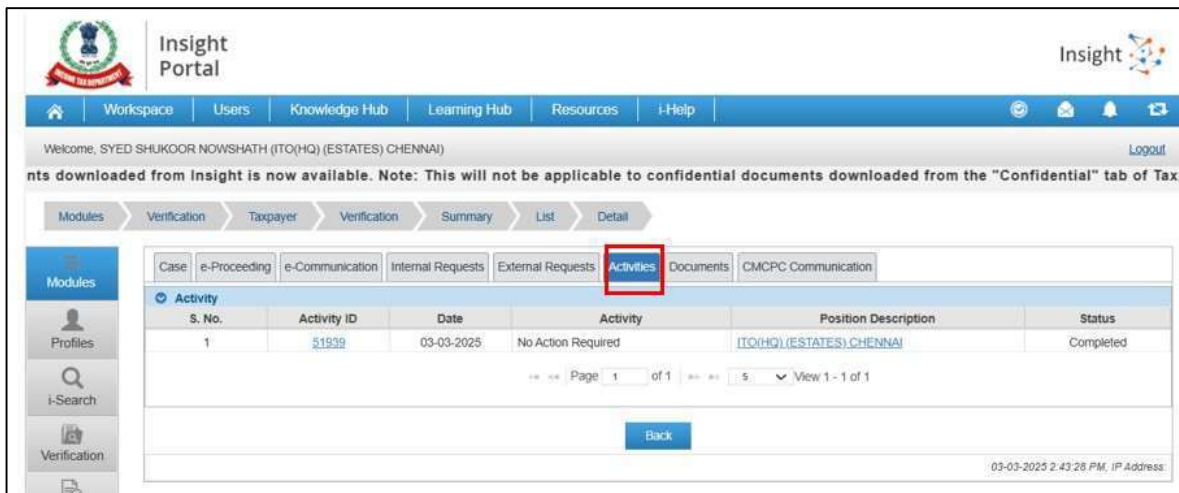 INCOME TAX DEPARTMENT
Insight
Portal
Insight
Workspace Users Knowledge Hub Learning Hub Resources i-Help
Welcome, SYED SHUKOOR NOWSHATH (ITO(HQ) (ESTATES) CHENNAI)
Logout
nts downloaded from Insight is now available. Note: This will not be applicable to confidential documents downloaded from the "Confidential" tab of Tax
Modules Verification Taxpayer Verification Summary List Detail
Modules
Profiles
i-Search
Verification
Case e-Proceeding e-Communication Internal Requests External Requests Activities Documents CMCPC Communication
Activity
S. No. Activity ID Date Activity Position Description Status
1 51939 03-03-2025 No Action Required ITO(HQ) (ESTATES) CHENNAI Completed
Page 1 of 1 5 View 1 - 1 of 1
Back
03-03-2025 2:43:28 PM, IP Address: